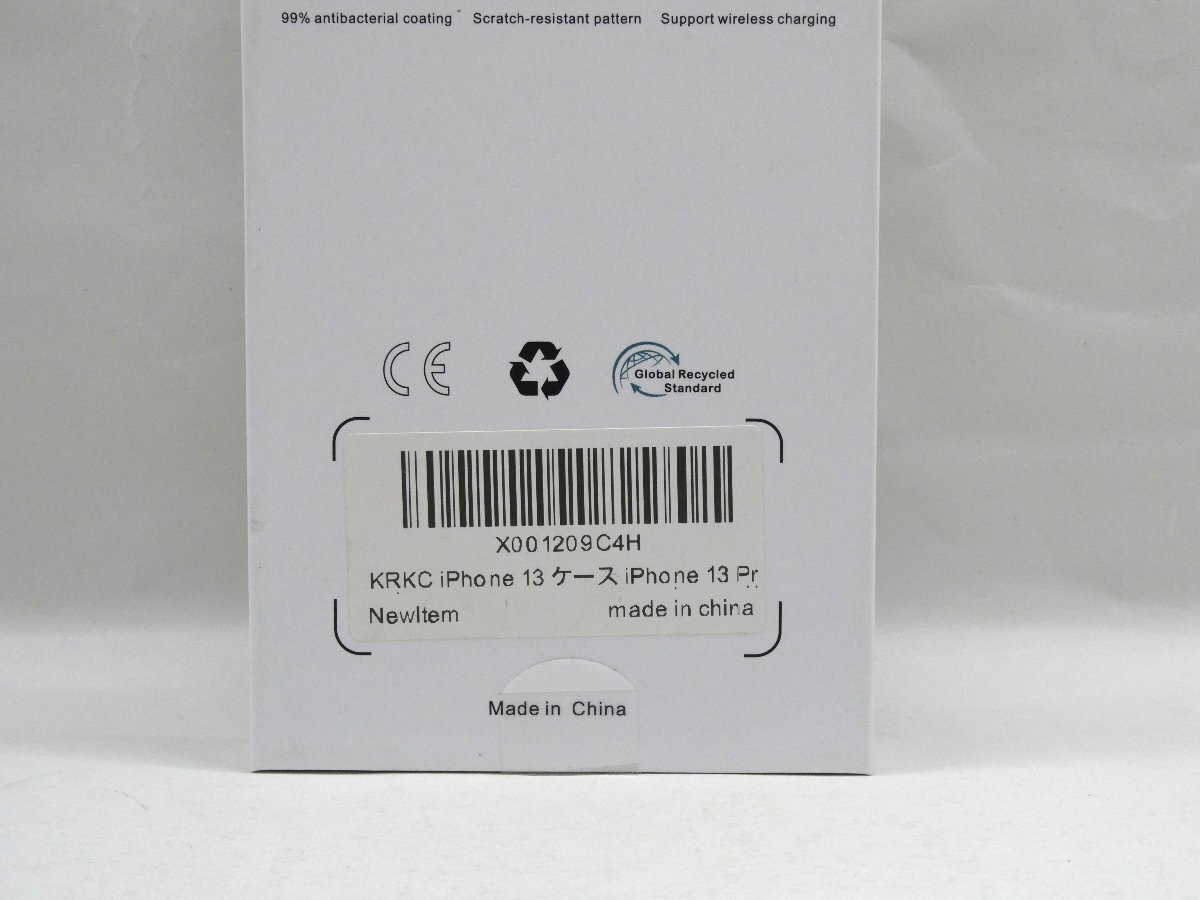 99% antibacterial coating Scratch-resistant pattern Support wireless charging
CE
Global Recycled
Standard
X001209C4H
KRKC iPhone 13 ケース iPhone 13 Pr
NewItem made in china
Made in China